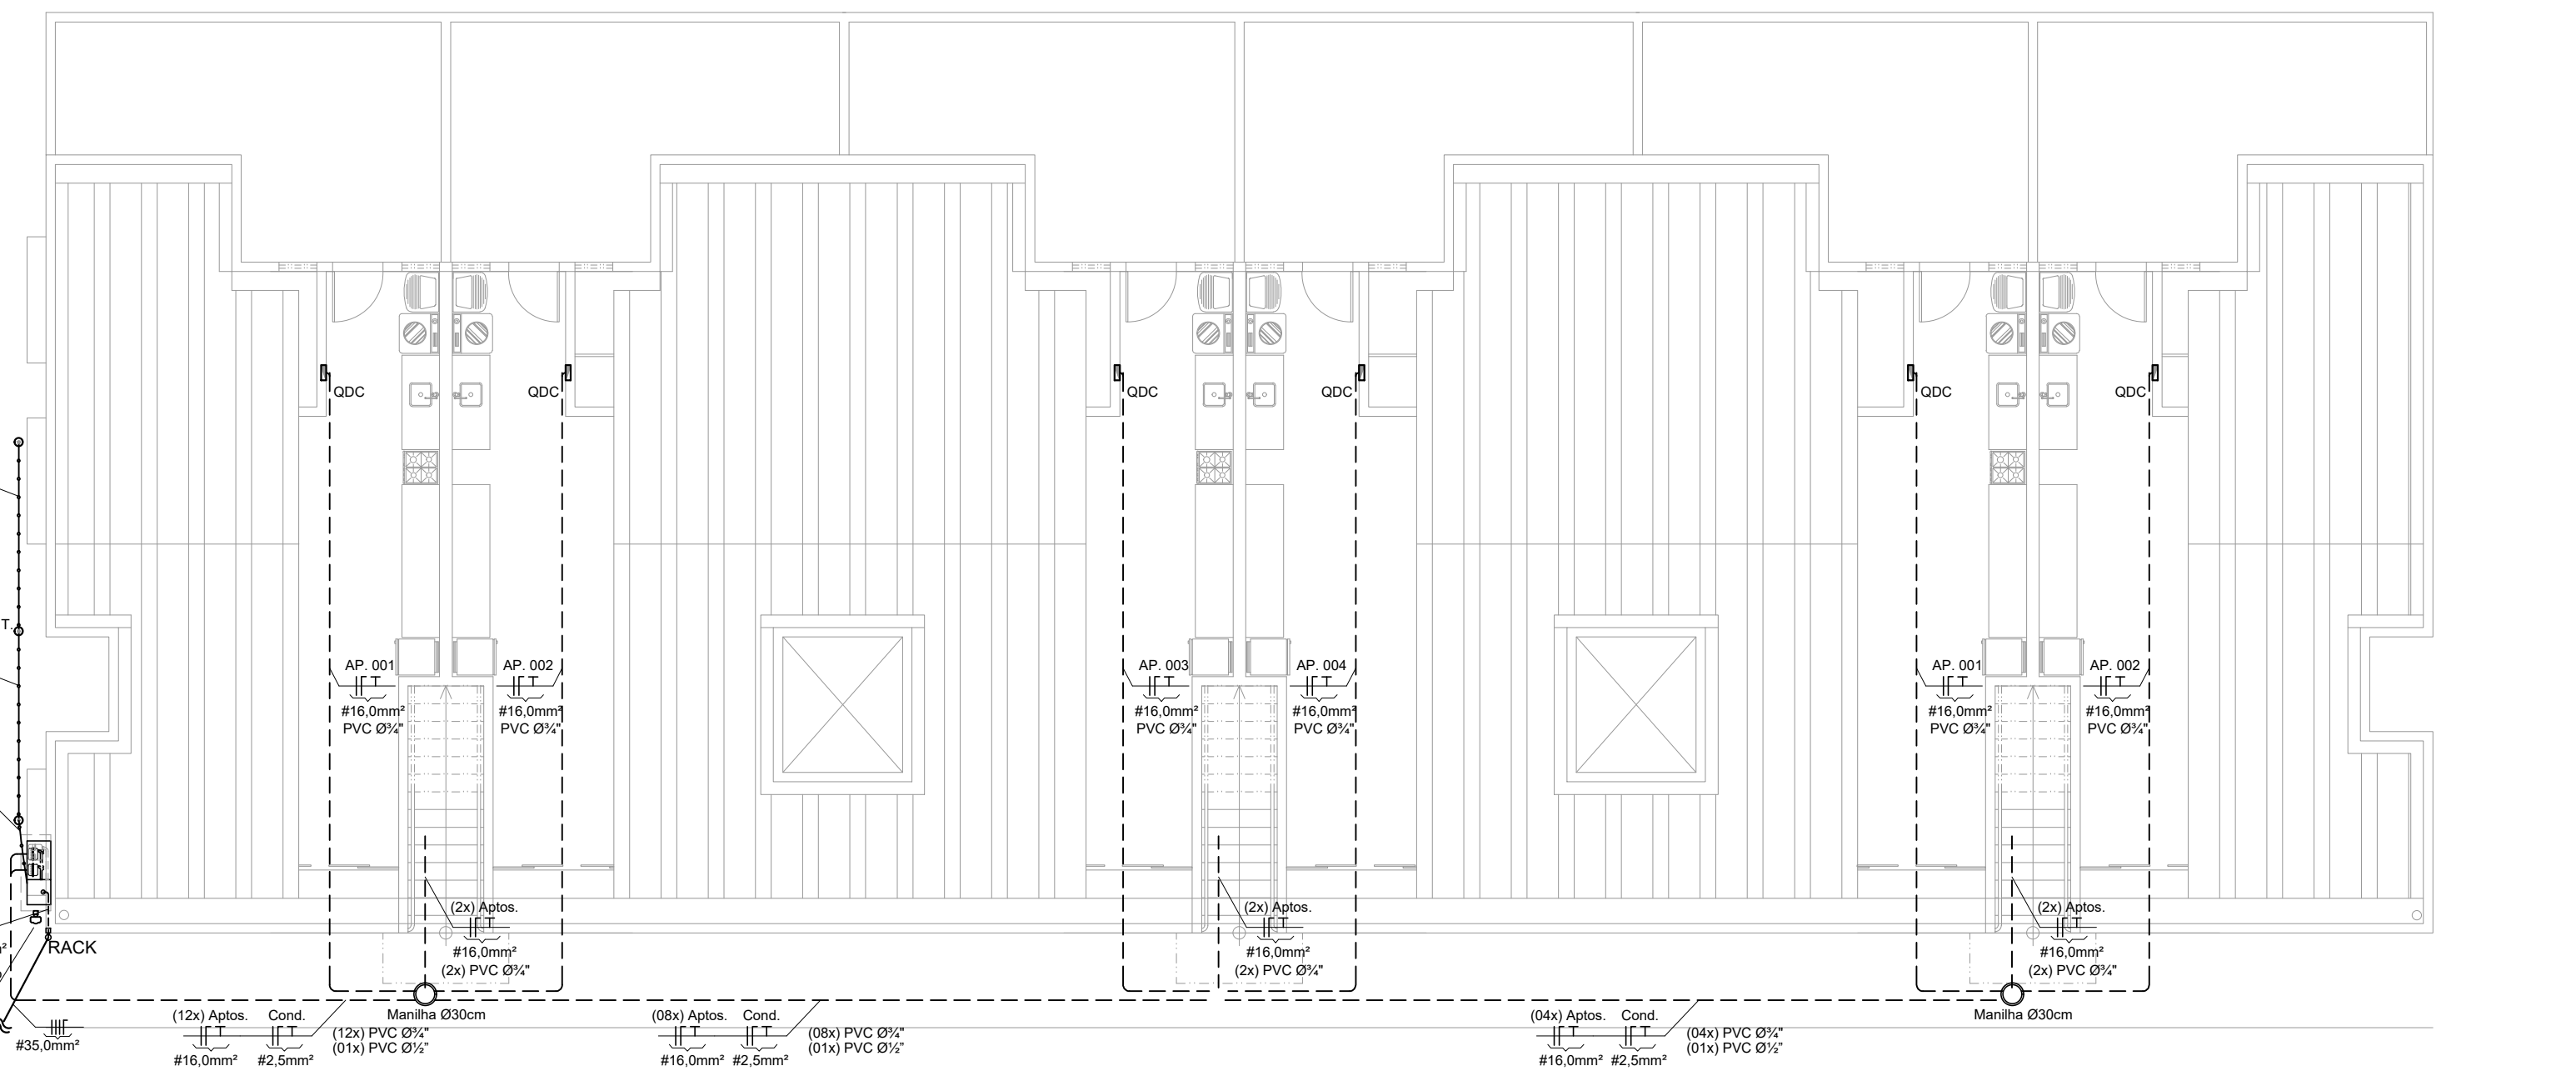 QDC
QDC
QDC
QDC
QDC
QDC
T.
AP. 001
AP. 002
AP. 003
AP. 004
AP. 001
AP. 002
#16,0mm²
#16,0mm²
#16,0mm²
#16,0mm²
#16,0mm²
#16,0mm²
PVC Ø¾"
PVC Ø¾"
PVC Ø¾"
PVC Ø¾"
PVC Ø¾"
PVC Ø¾"
(2x) Aptos.
(2x) Aptos.
(2x) Aptos.
RACK
#16,0mm²
#16,0mm²
#16,0mm²
(2x) PVC Ø¾"
(2x) PVC Ø¾"
(2x) PVC Ø¾"
Manilha Ø30cm
Manilha Ø30cm
(12x) Aptos.
Cond.
(12x) PVC Ø¾"
(01x) PVC Ø½"
#16,0mm²
#2,5mm²
(08x) Aptos.
Cond.
(08x) PVC Ø¾"
(01x) PVC Ø½"
#16,0mm²
#2,5mm²
(04x) Aptos.
Cond.
(04x) PVC Ø¾"
(01x) PVC Ø½"
#16,0mm²
#2,5mm²
#35,0mm²